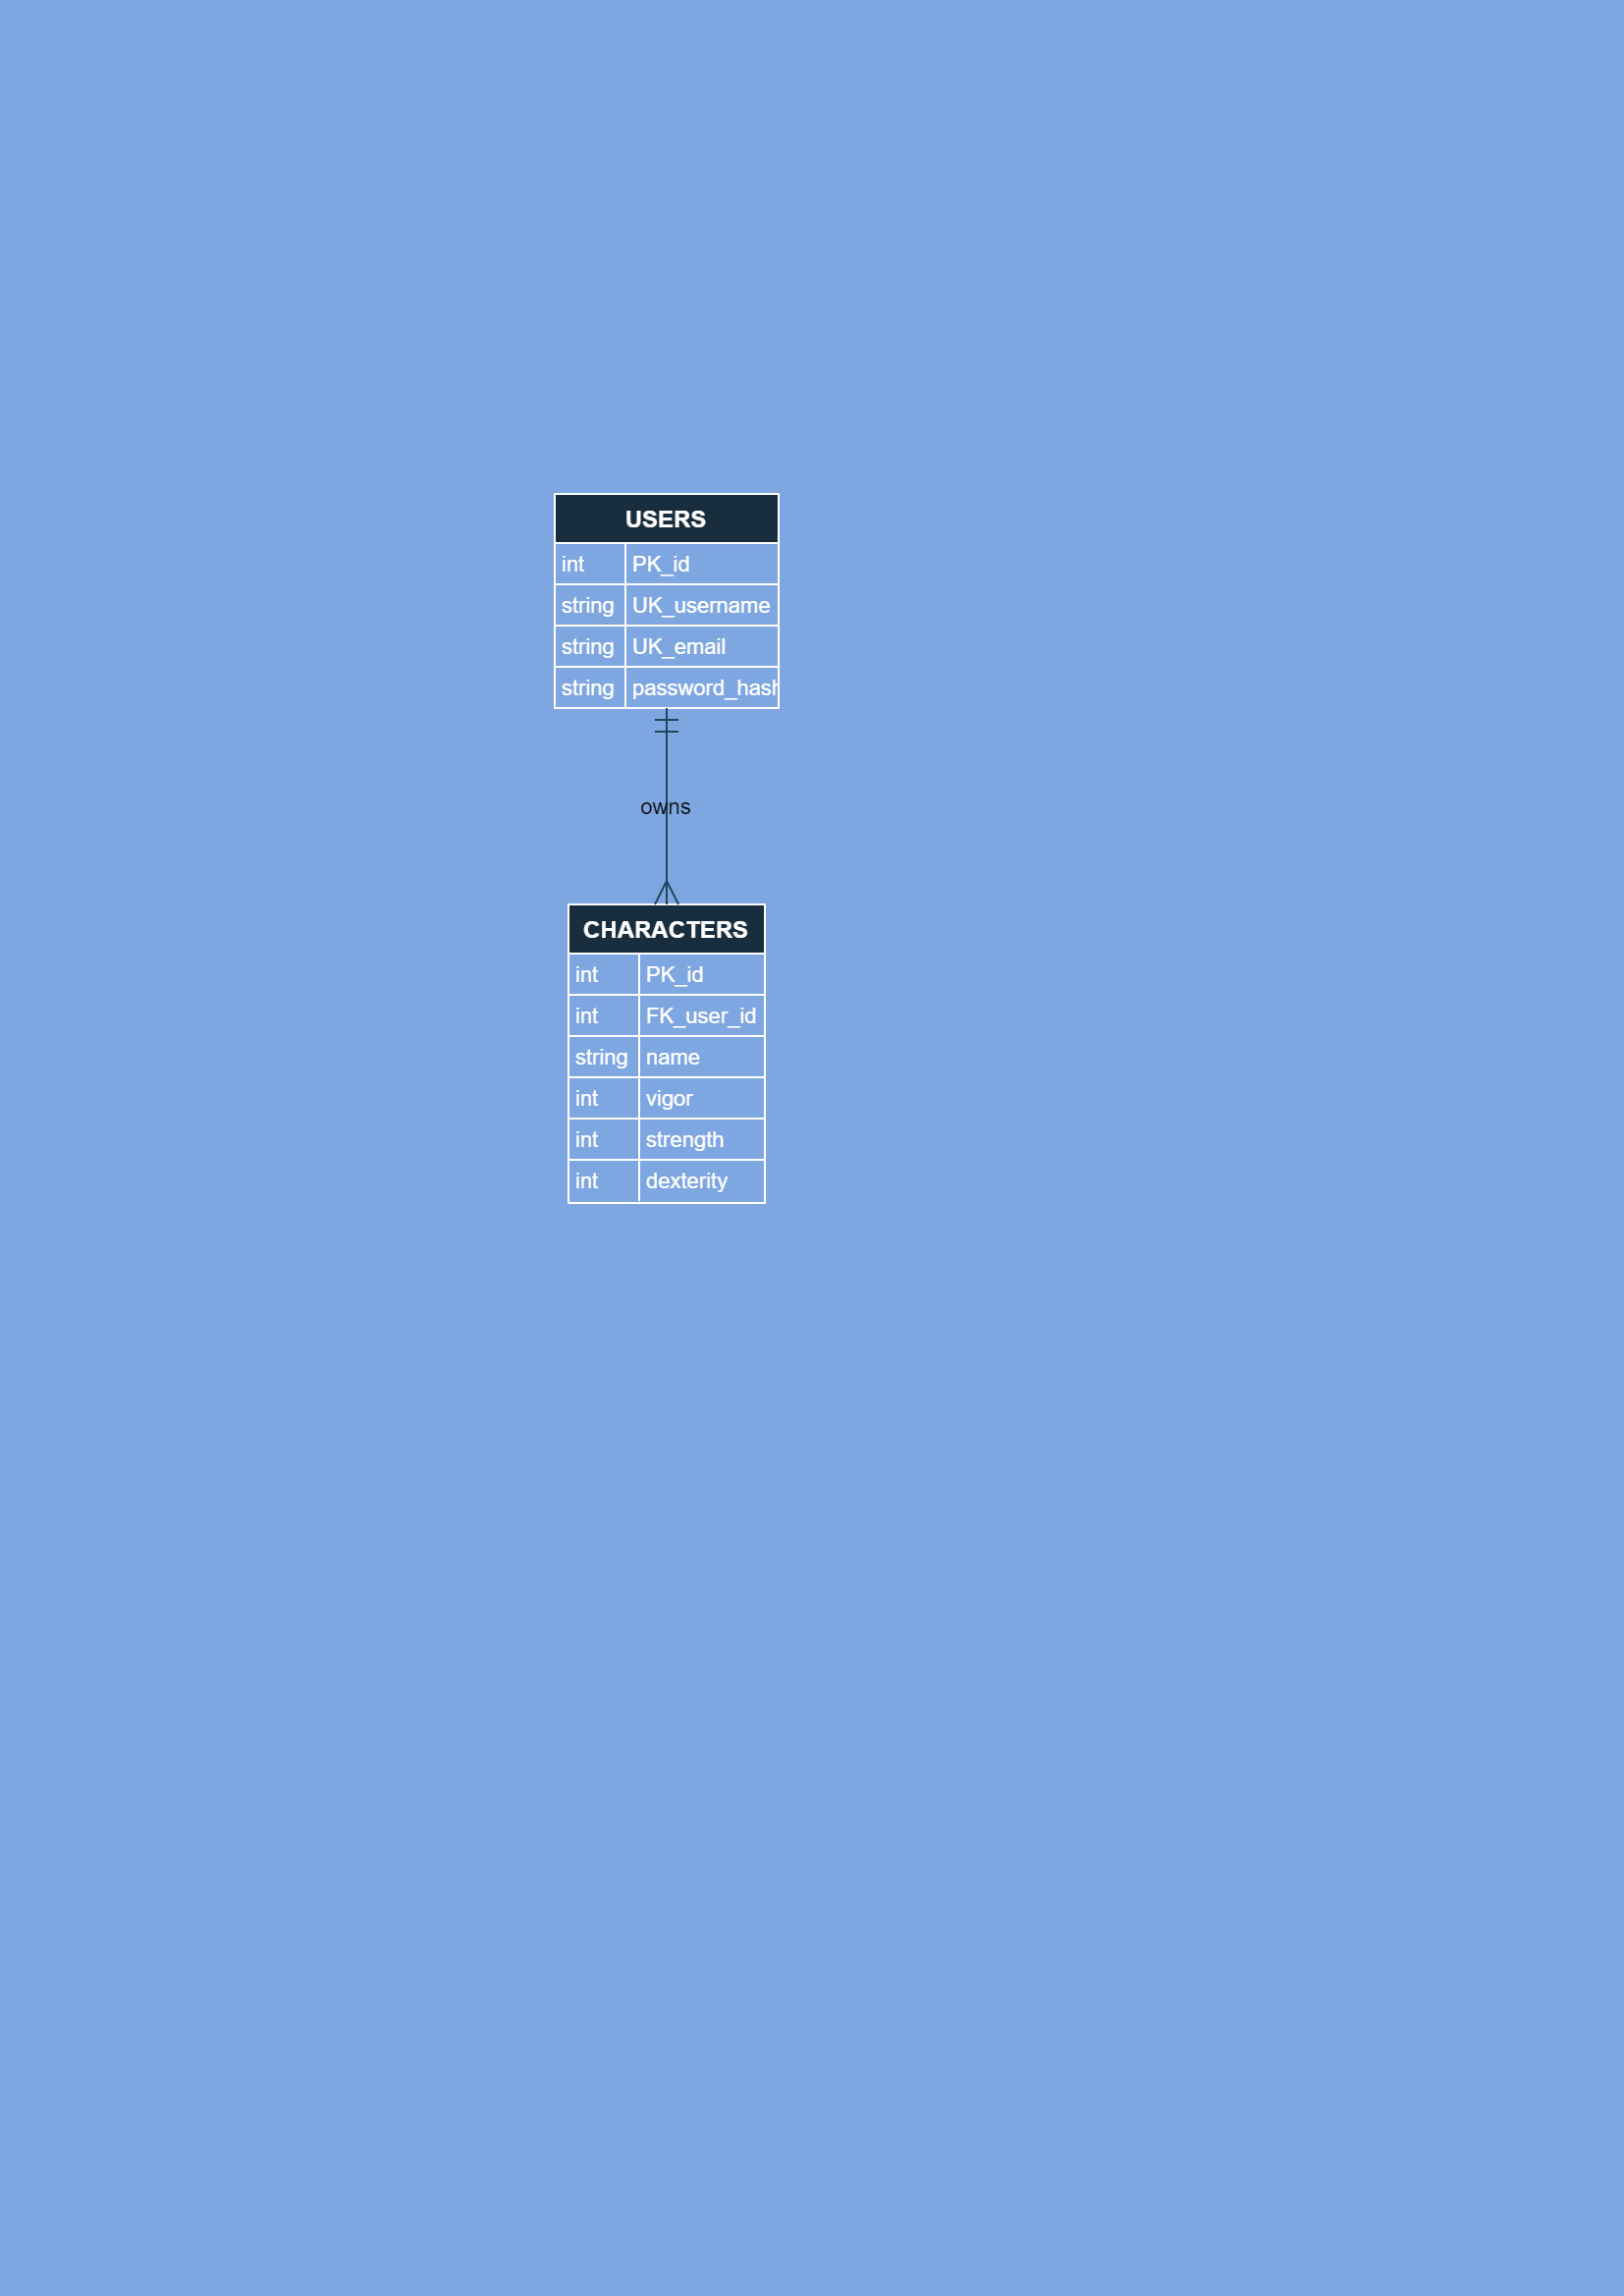 USERS
int PK_id
string UK_username
string UK_email
string password_hash
owns
CHARACTERS
int PK_id
int FK_user_id
string name
int vigor
int strength
int dexterity